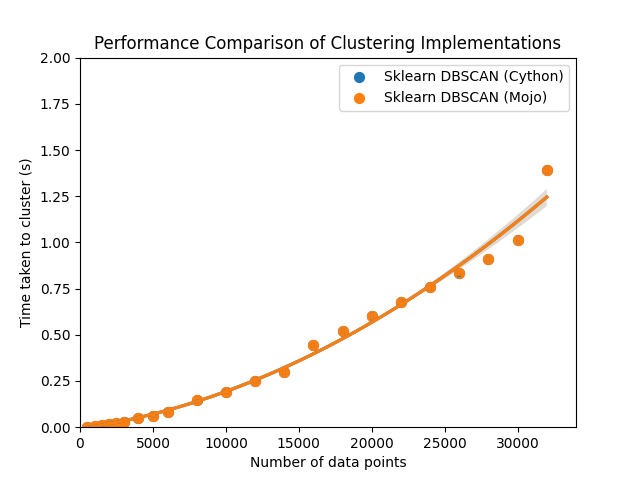 Performance Comparison of Clustering Implementations
Sklearn DBSCAN (Cython)
Sklearn DBSCAN (Mojo)
Time taken to cluster (s)
2.00
1.75
1.50
1.25
1.00
0.75
0.50
0.25
0.00
0 5000 10000 15000 20000 25000 30000
Number of data points